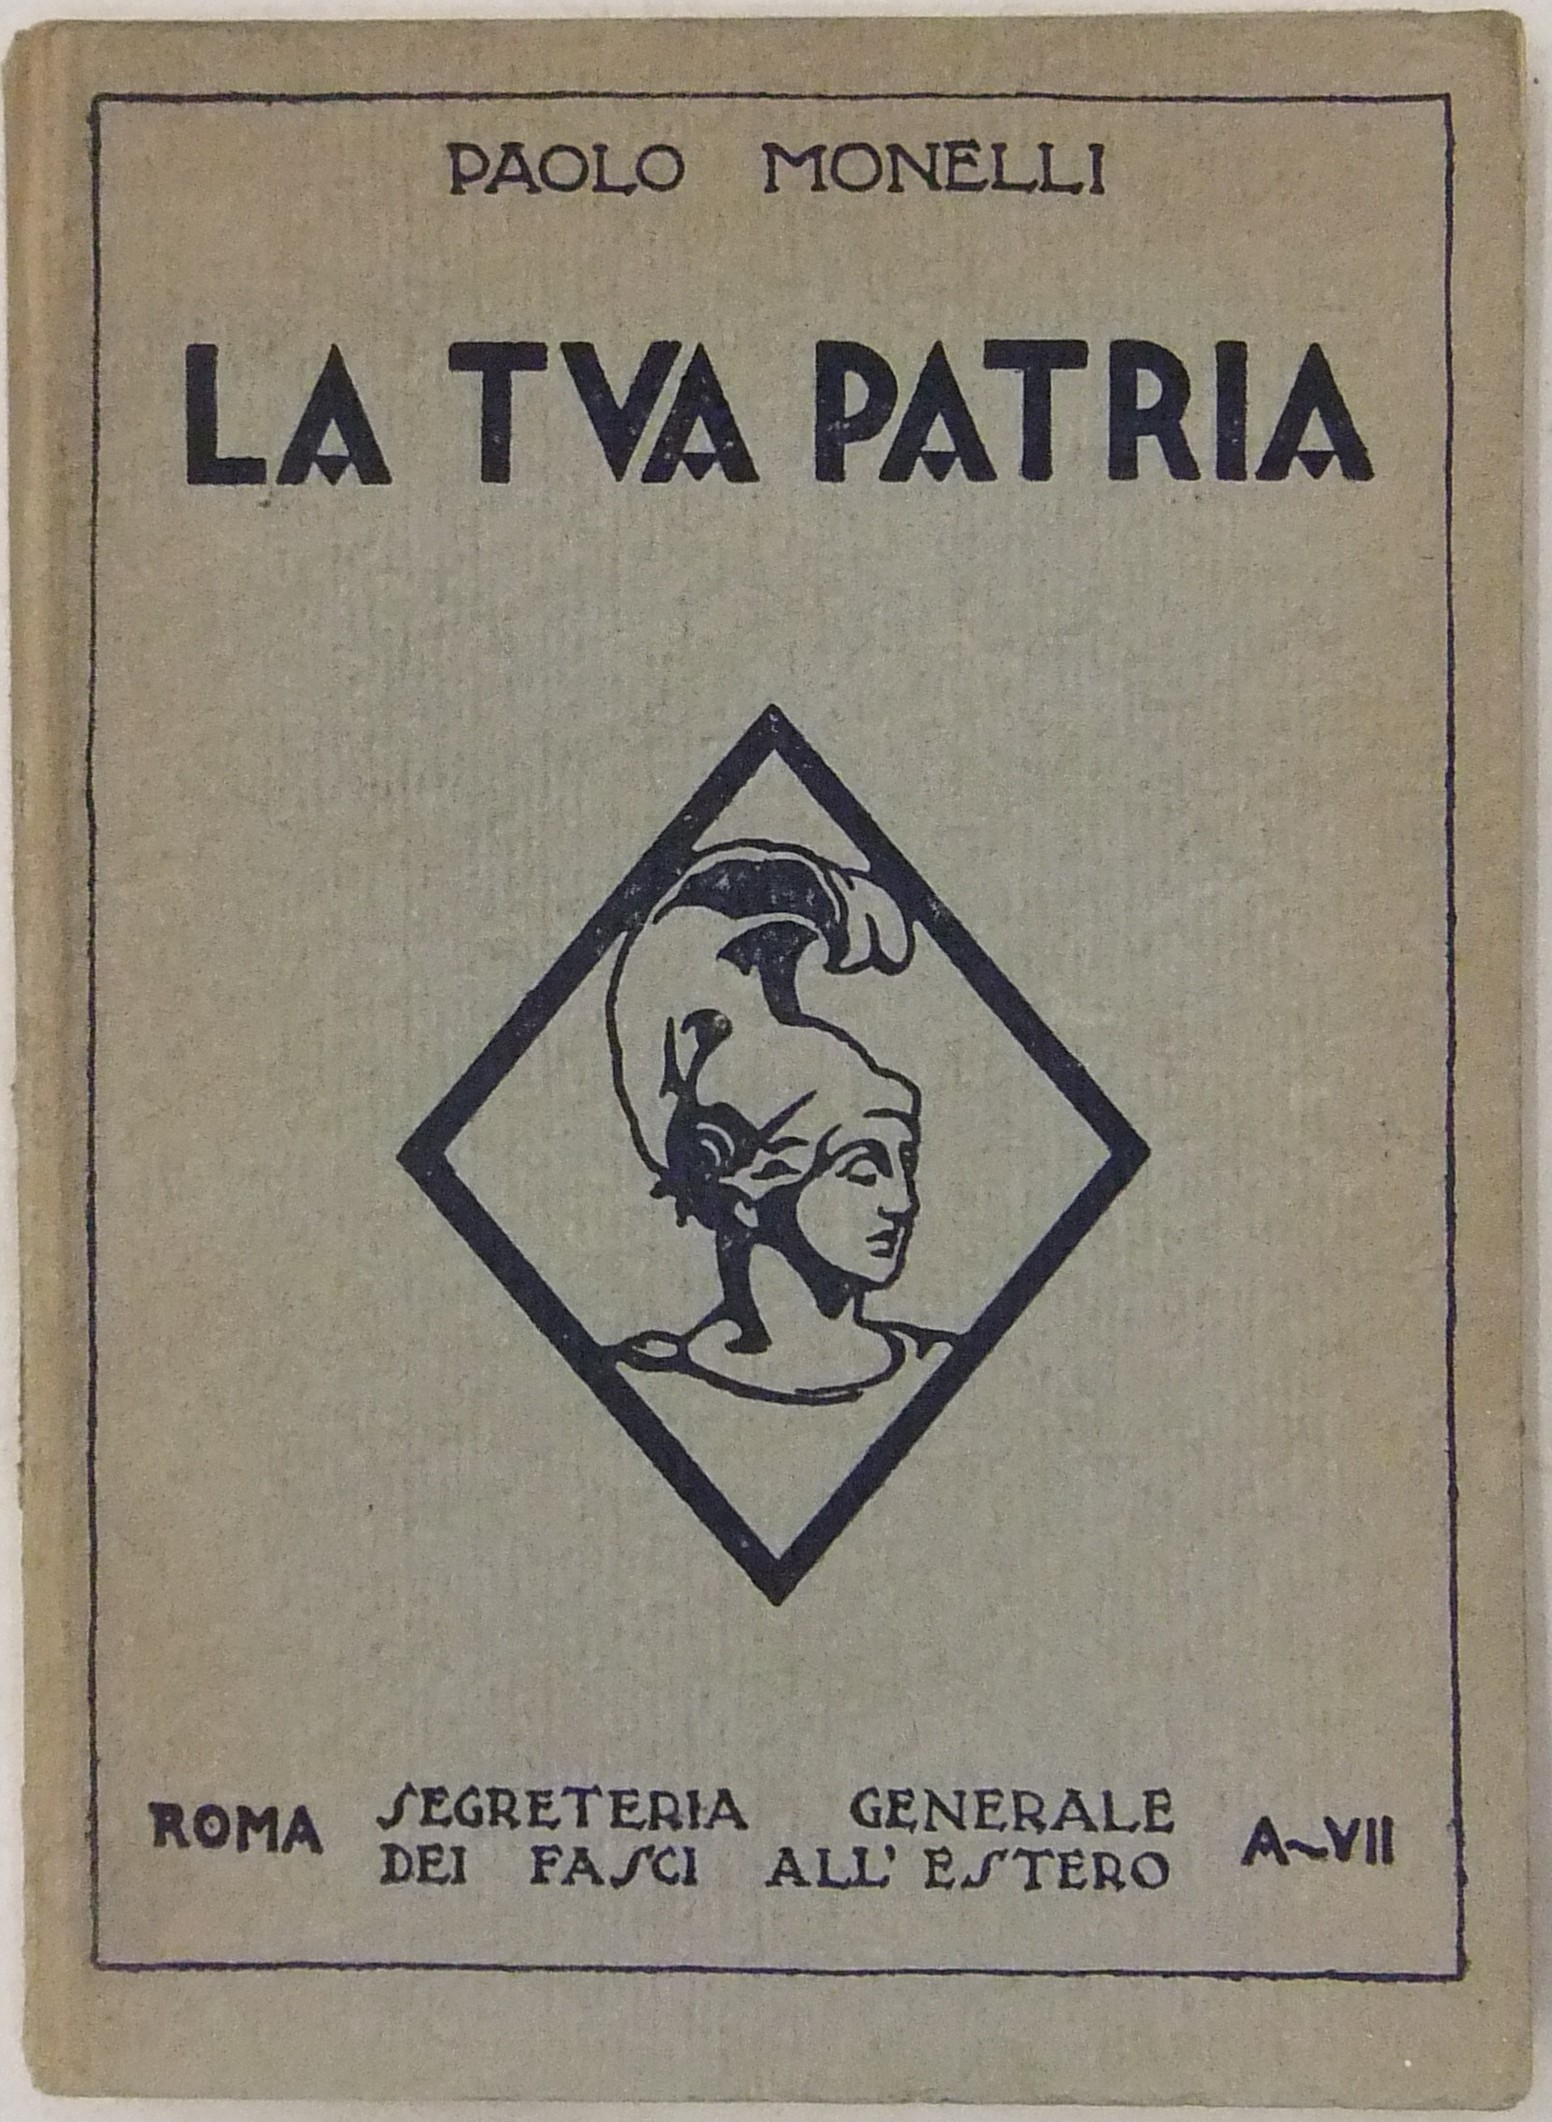 PAOLO MONELLI
LA TVA PATRIA
ROMA
SEGRETERIA GENERALE
DEI FASCI ALL' ESTERO
A-VII